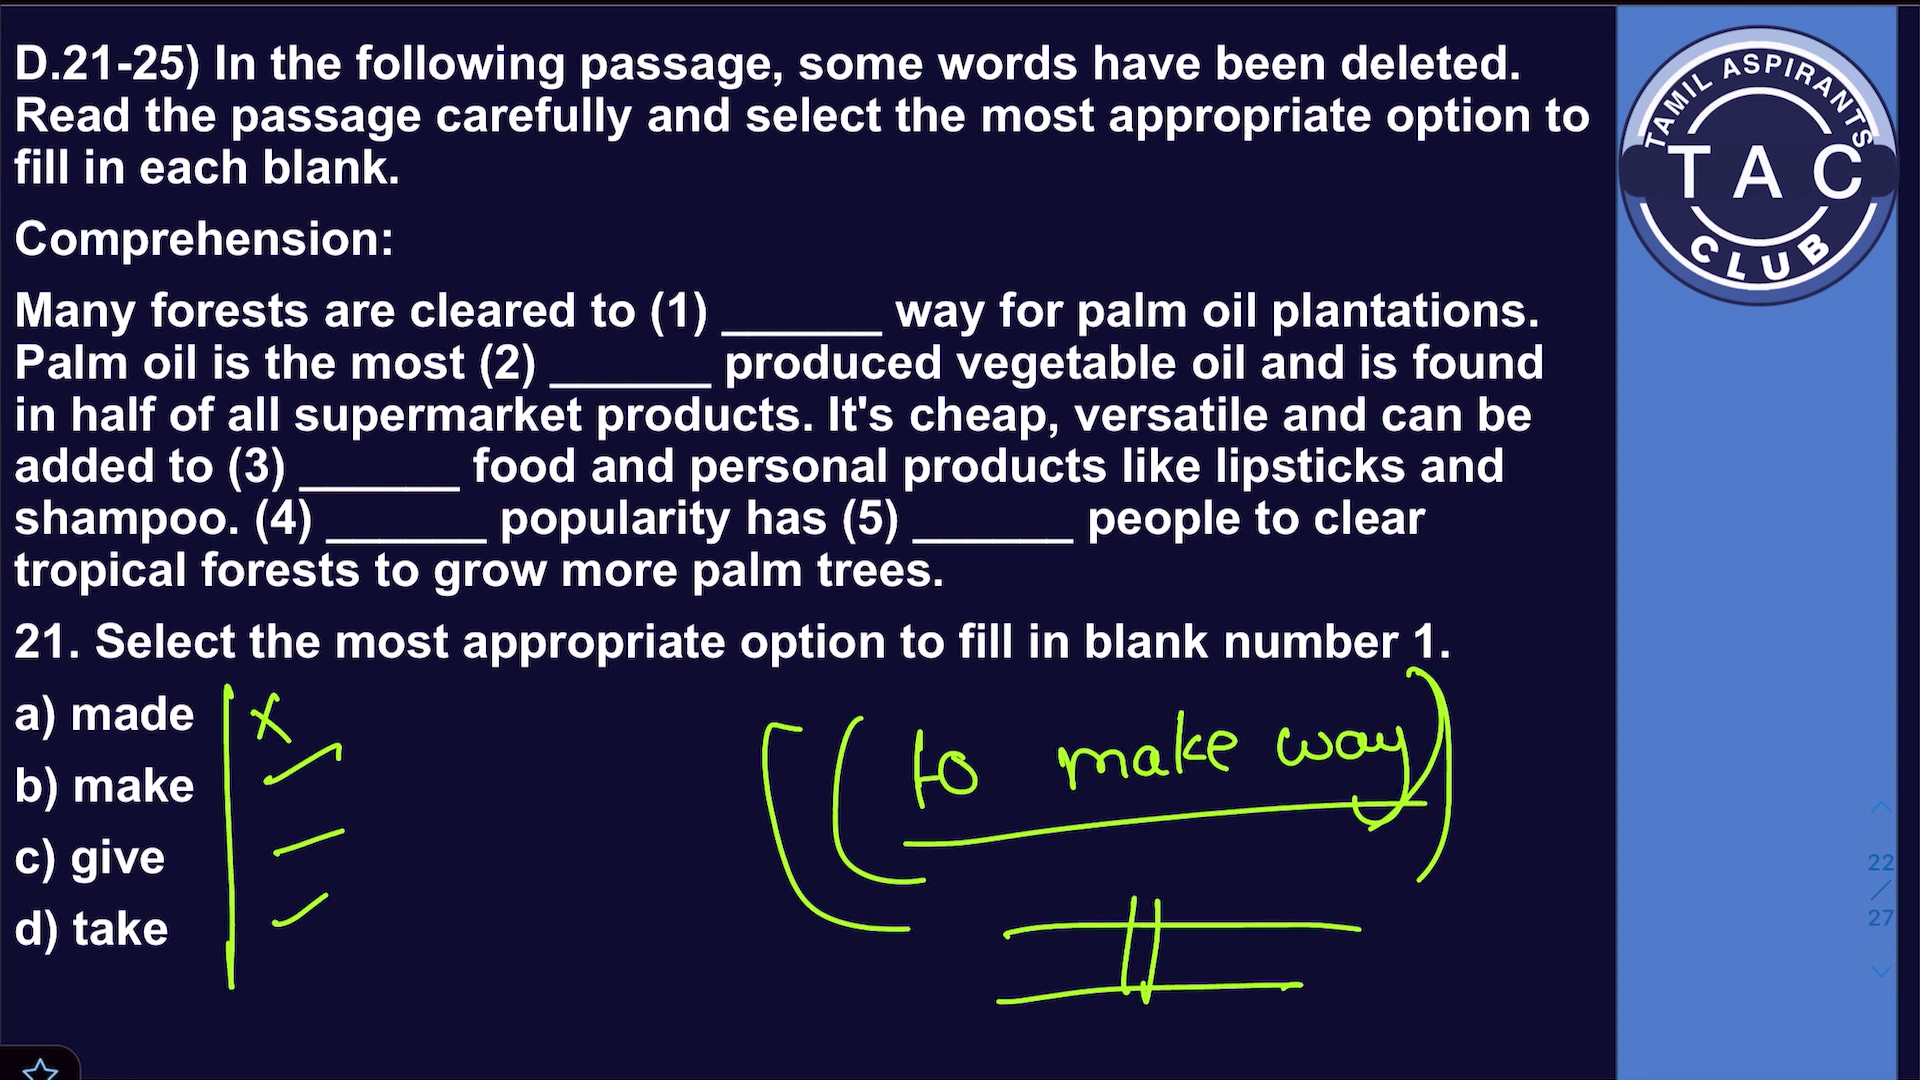 D.21-25) In the following passage, some words have been deleted.
Read the passage carefully and select the most appropriate option to
fill in each blank.
Comprehension:
Many forests are cleared to (1) ______ way for palm oil plantations.
Palm oil is the most (2) ______ produced vegetable oil and is found
in half of all supermarket products. It's cheap, versatile and can be
added to (3) ______ food and personal products like lipsticks and
shampoo. (4) ______ popularity has (5) ______ people to clear
tropical forests to grow more palm trees.
21. Select the most appropriate option to fill in blank number 1.
a) made
b) make
c) give
d) take
to make way
TAMIL ASPIRANTS
TAC
CLUB
22
/
27